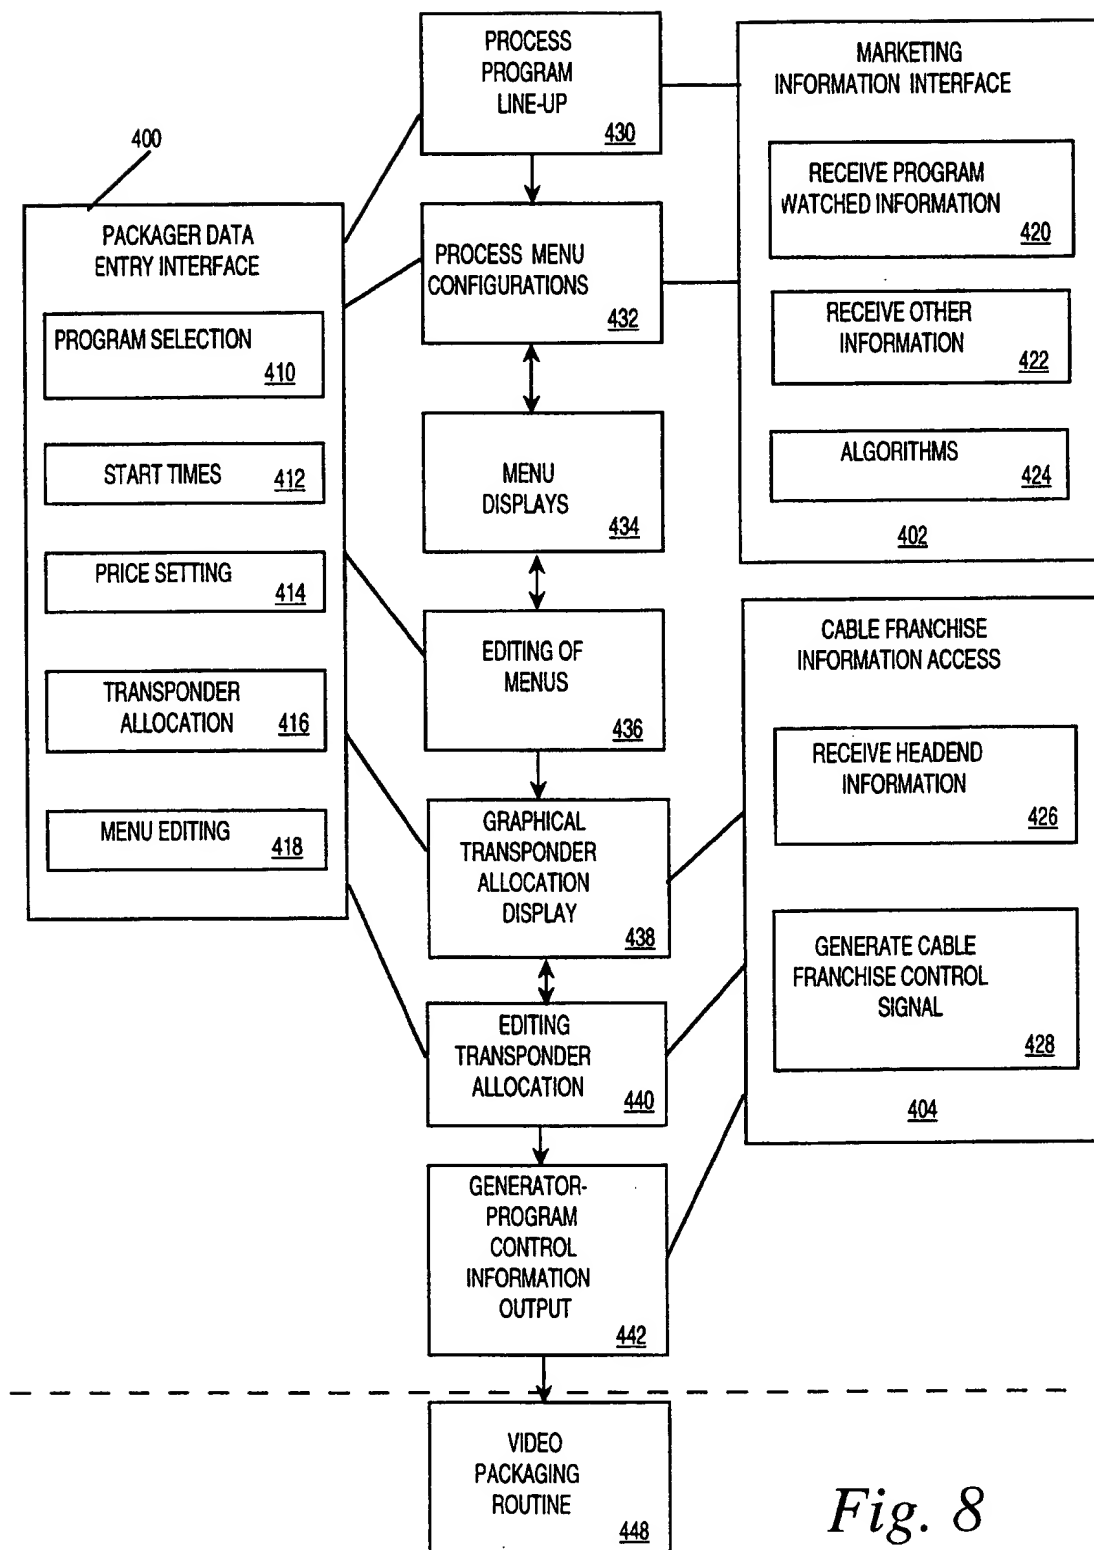 400
PACKAGER DATA
ENTRY INTERFACE
PROGRAM SELECTION
410
START TIMES
412
PRICE SETTING
414
TRANSPONDER
ALLOCATION
416
MENU EDITING
418
PROCESS
PROGRAM
LINE-UP
430
PROCESS MENU
CONFIGURATIONS
432
MENU
DISPLAYS
434
EDITING OF
MENUS
436
GRAPHICAL
TRANSPONDER
ALLOCATION
DISPLAY
438
EDITING
TRANSPONDER
ALLOCATION
440
GENERATOR-
PROGRAM
CONTROL
INFORMATION
OUTPUT
442
VIDEO
PACKAGING
ROUTINE
448
MARKETING
INFORMATION INTERFACE
RECEIVE PROGRAM
WATCHED INFORMATION
420
RECEIVE OTHER
INFORMATION
422
ALGORITHMS
424
402
CABLE FRANCHISE
INFORMATION ACCESS
RECEIVE HEADEND
INFORMATION
426
GENERATE CABLE
FRANCHISE CONTROL
SIGNAL
428
404
Fig. 8